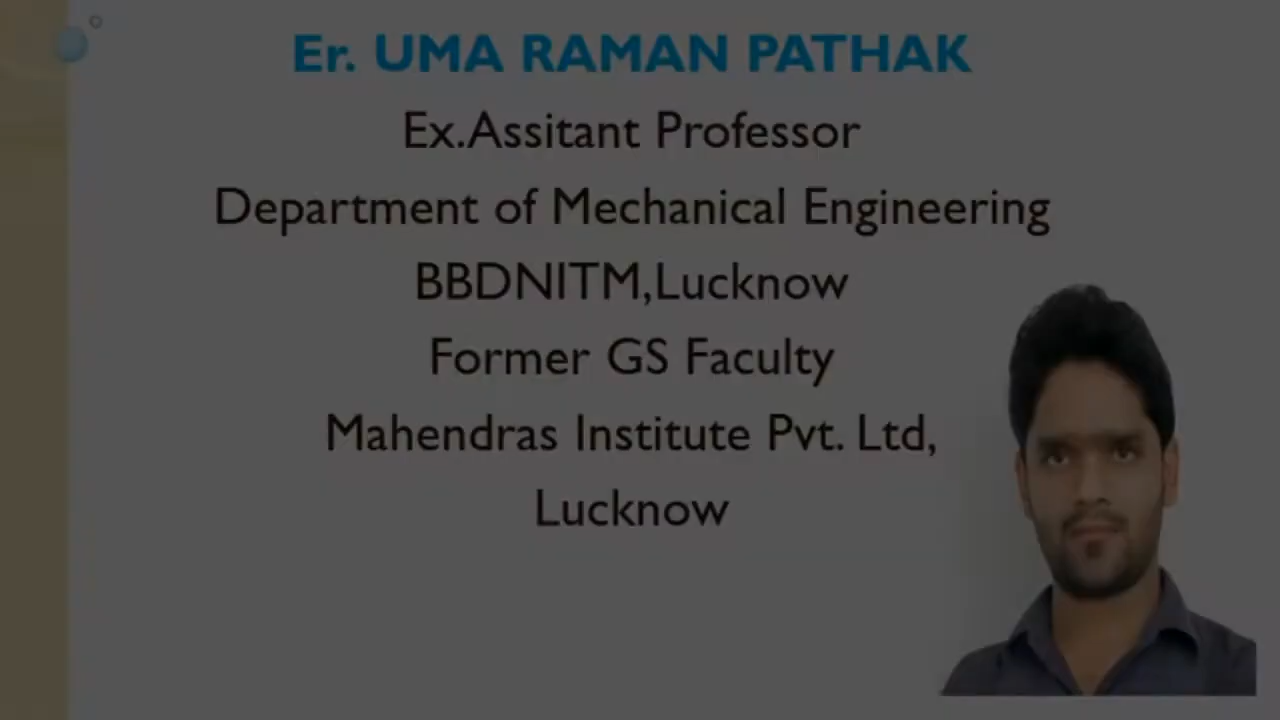 Er. UMA RAMAN PATHAK
Ex.Assitant Professor
Department of Mechanical Engineering
BBDNITM,Lucknow
Former GS Faculty
Mahendras Institute Pvt. Ltd,
Lucknow